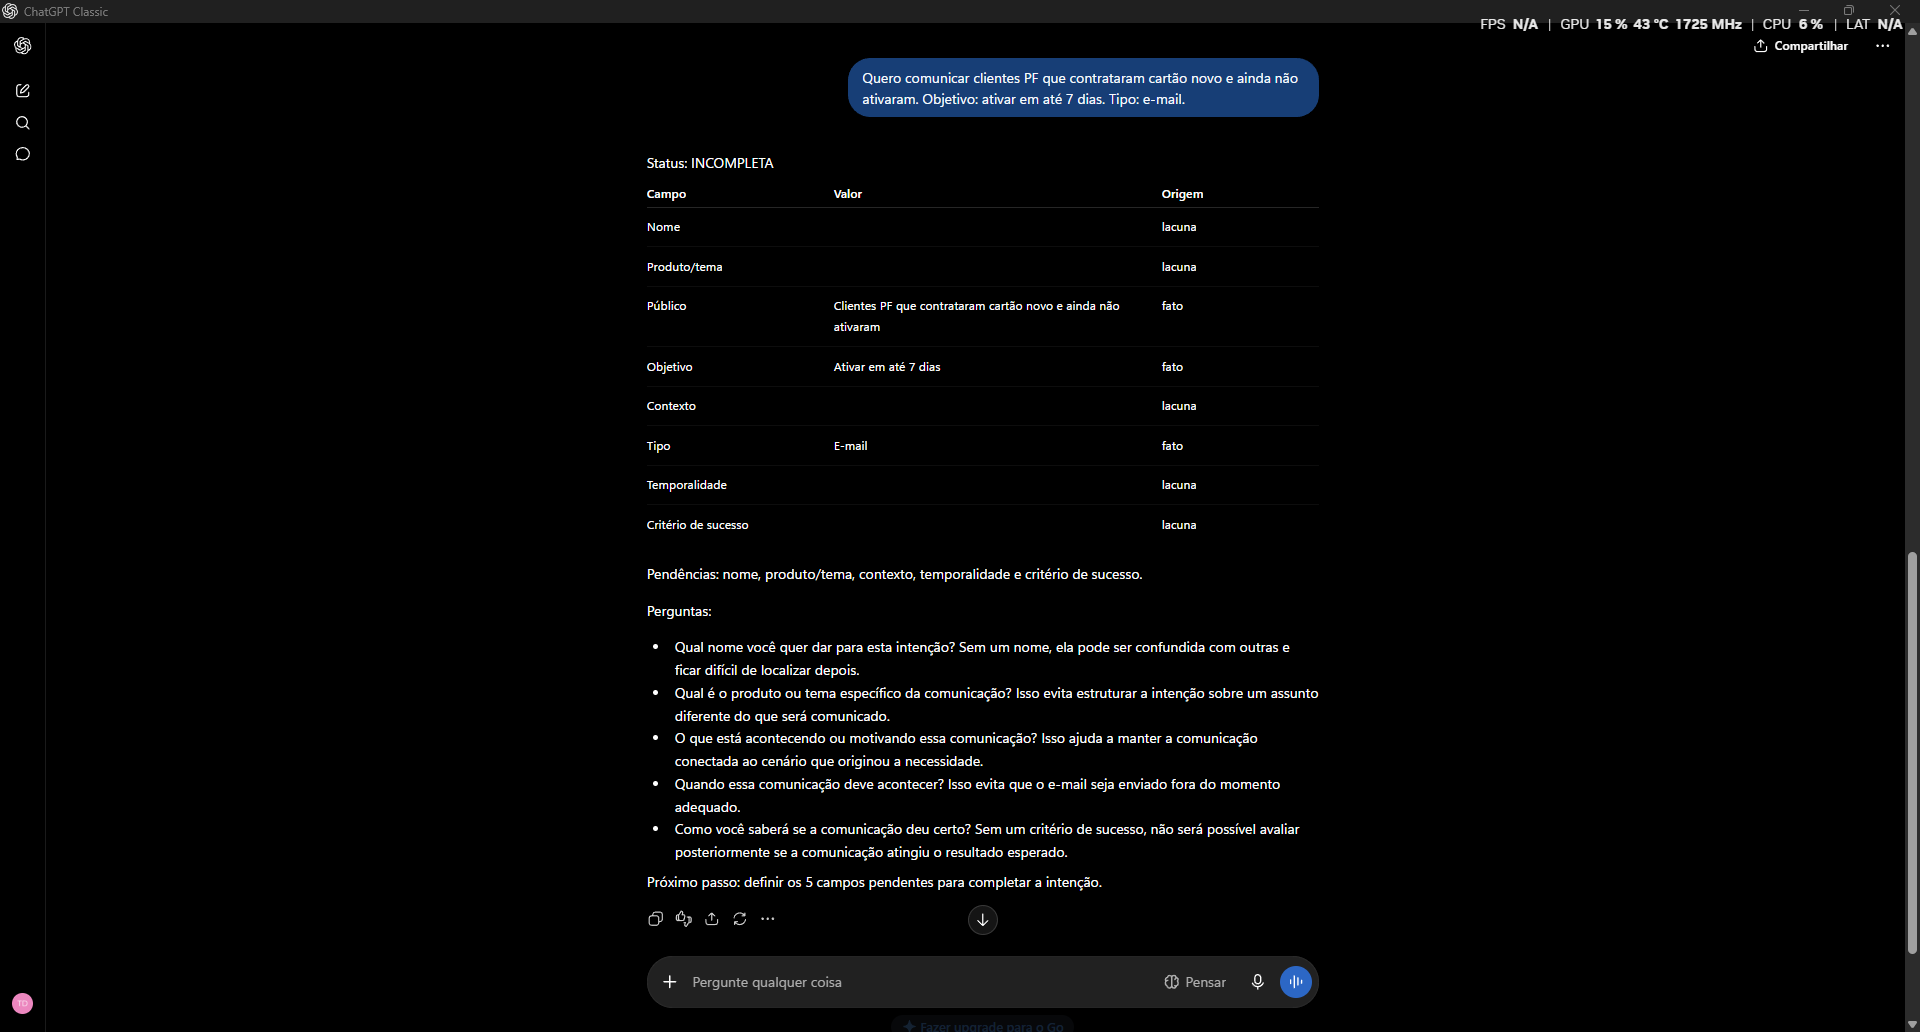 ChatGPT Classic
FPS N/A | GPU 15 % 43 °C 1725 MHz | CPU 6 % | LAT N/A
Compartilhar
Quero comunicar clientes PF que contrataram cartão novo e ainda não
ativaram. Objetivo: ativar em até 7 dias. Tipo: e-mail.
Status: INCOMPLETA
Campo Valor Origem
Nome lacuna
Produto/tema lacuna
Público Clientes PF que contrataram cartão novo e ainda não fato
ativaram
Objetivo Ativar em até 7 dias fato
Contexto lacuna
Tipo E-mail fato
Temporalidade lacuna
Critério de sucesso lacuna
Pendências: nome, produto/tema, contexto, temporalidade e critério de sucesso.
Perguntas:
• Qual nome você quer dar para esta intenção? Sem um nome, ela pode ser confundida com outras e
ficar difícil de localizar depois.
• Qual é o produto ou tema específico da comunicação? Isso evita estruturar a intenção sobre um assunto
diferente do que será comunicado.
• O que está acontecendo ou motivando essa comunicação? Isso ajuda a manter a comunicação
conectada ao cenário que originou a necessidade.
• Quando essa comunicação deve acontecer? Isso evita que o e-mail seja enviado fora do momento
adequado.
• Como você saberá se a comunicação deu certo? Sem um critério de sucesso, não será possível avaliar
posteriormente se a comunicação atingiu o resultado esperado.
Próximo passo: definir os 5 campos pendentes para completar a intenção.
Pergunte qualquer coisa
Pensar
TD
Fazer upgrade para o Go